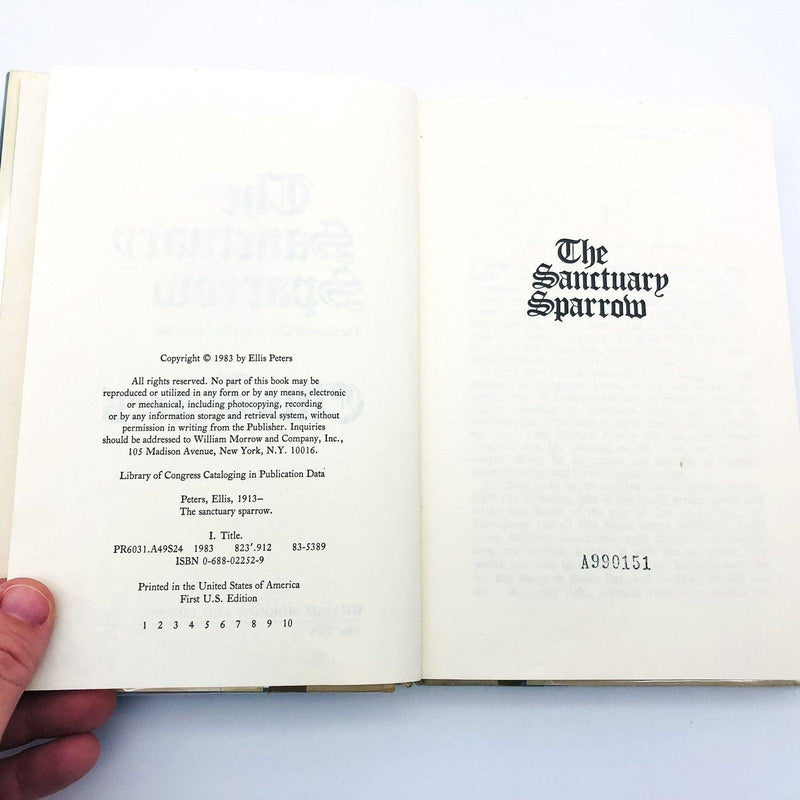 Copyright © 1983 by Ellis Peters
All rights reserved. No part of this book may be
reproduced or utilized in any form or by any means, electronic
or mechanical, including photocopying, recording
or by any information storage and retrieval system, without
permission in writing from the Publisher. Inquiries
should be addressed to William Morrow and Company, Inc.,
105 Madison Avenue, New York, N.Y. 10016.
Library of Congress Cataloging in Publication Data
Peters, Ellis, 1913–
The sanctuary sparrow.
I. Title.
PR6031.A49S24 1983 823'.912 83-5389
ISBN 0-688-02252-9
Printed in the United States of America
First U.S. Edition
1 2 3 4 5 6 7 8 9 10
The
Sanctuary
Sparrow
A990151